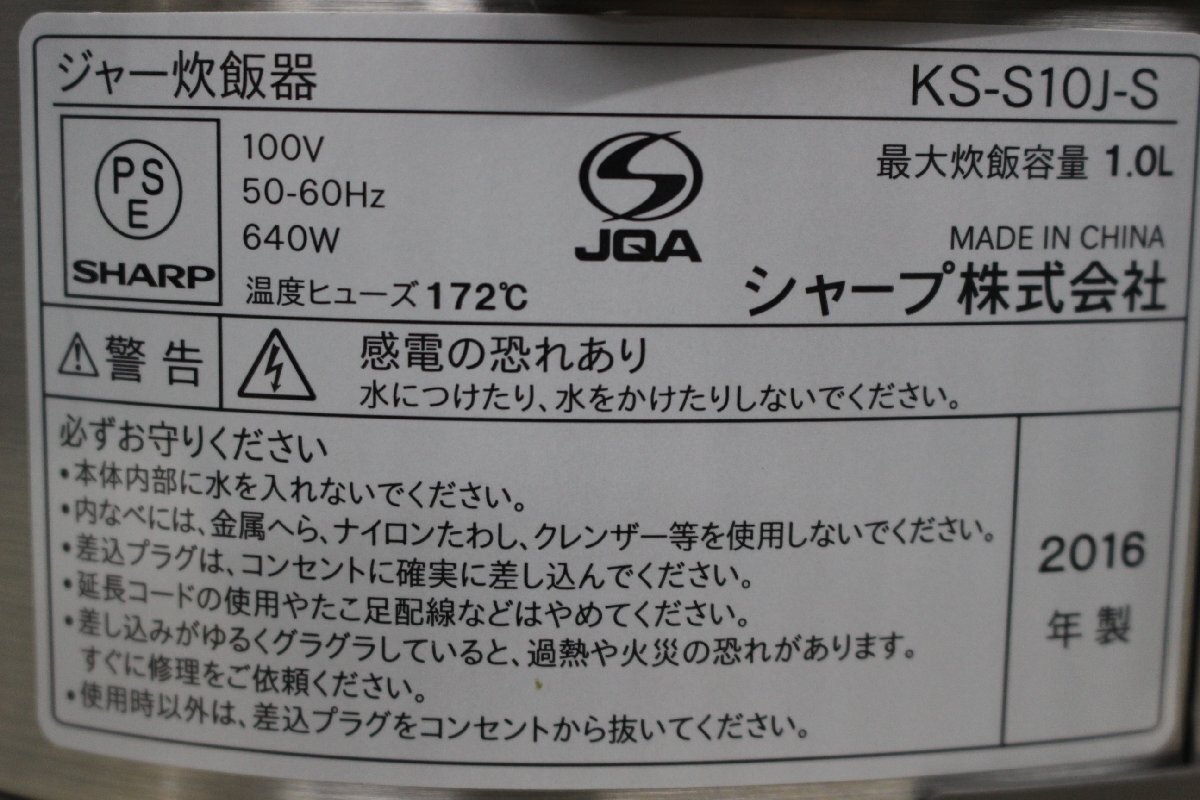 ジャー炊飯器 KS-S10J-S
PS
E
SHARP
100V
50-60Hz
640W
温度ヒューズ 172℃
JQA
最大炊飯容量 1.0L
MADE IN CHINA
シャープ株式会社
警告
感電の恐れあり
水につけたり、水をかけたりしないでください。
必ずお守りください
•本体内部に水を入れないでください。
•内なべには、金属へら、ナイロンたわし、クレンザー等を使用しないでください。
•差込プラグは、コンセントに確実に差し込んでください。
•延長コードの使用やたこ足配線などはやめてください。
•差し込みがゆるくグラグラしていると、過熱や火災の恐れがあります。
すぐに修理をご依頼ください。
•使用時以外は、差込プラグをコンセントから抜いてください。
2016
年製